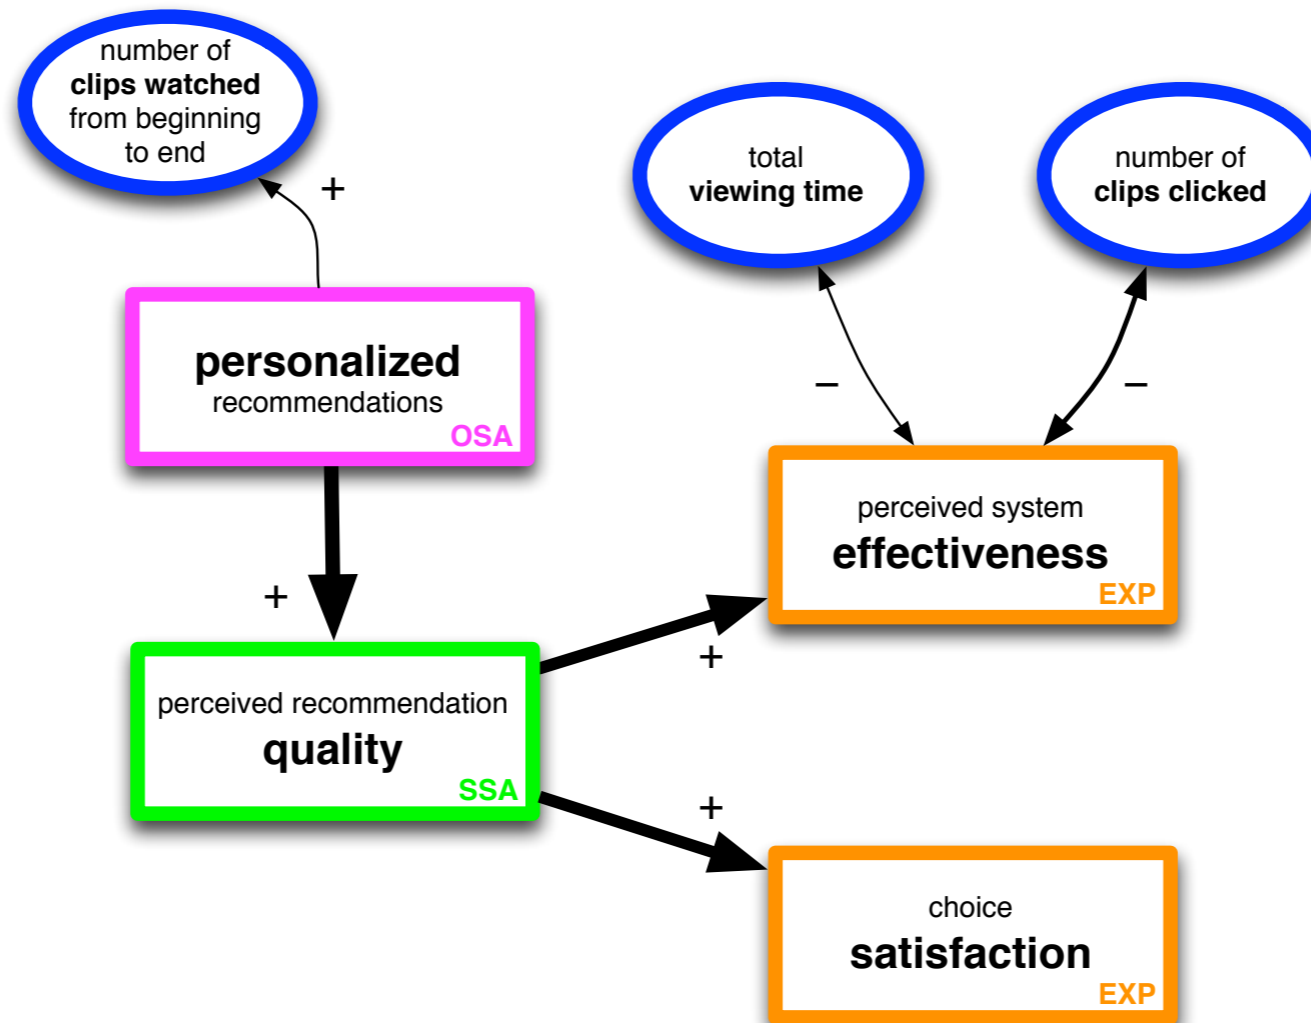 number of
clips watched
from beginning
to end
+
total
viewing time
number of
clips clicked
personalized
recommendations
OSA
–
–
perceived system
effectiveness
EXP
+
+
perceived recommendation
quality
SSA
+
choice
satisfaction
EXP